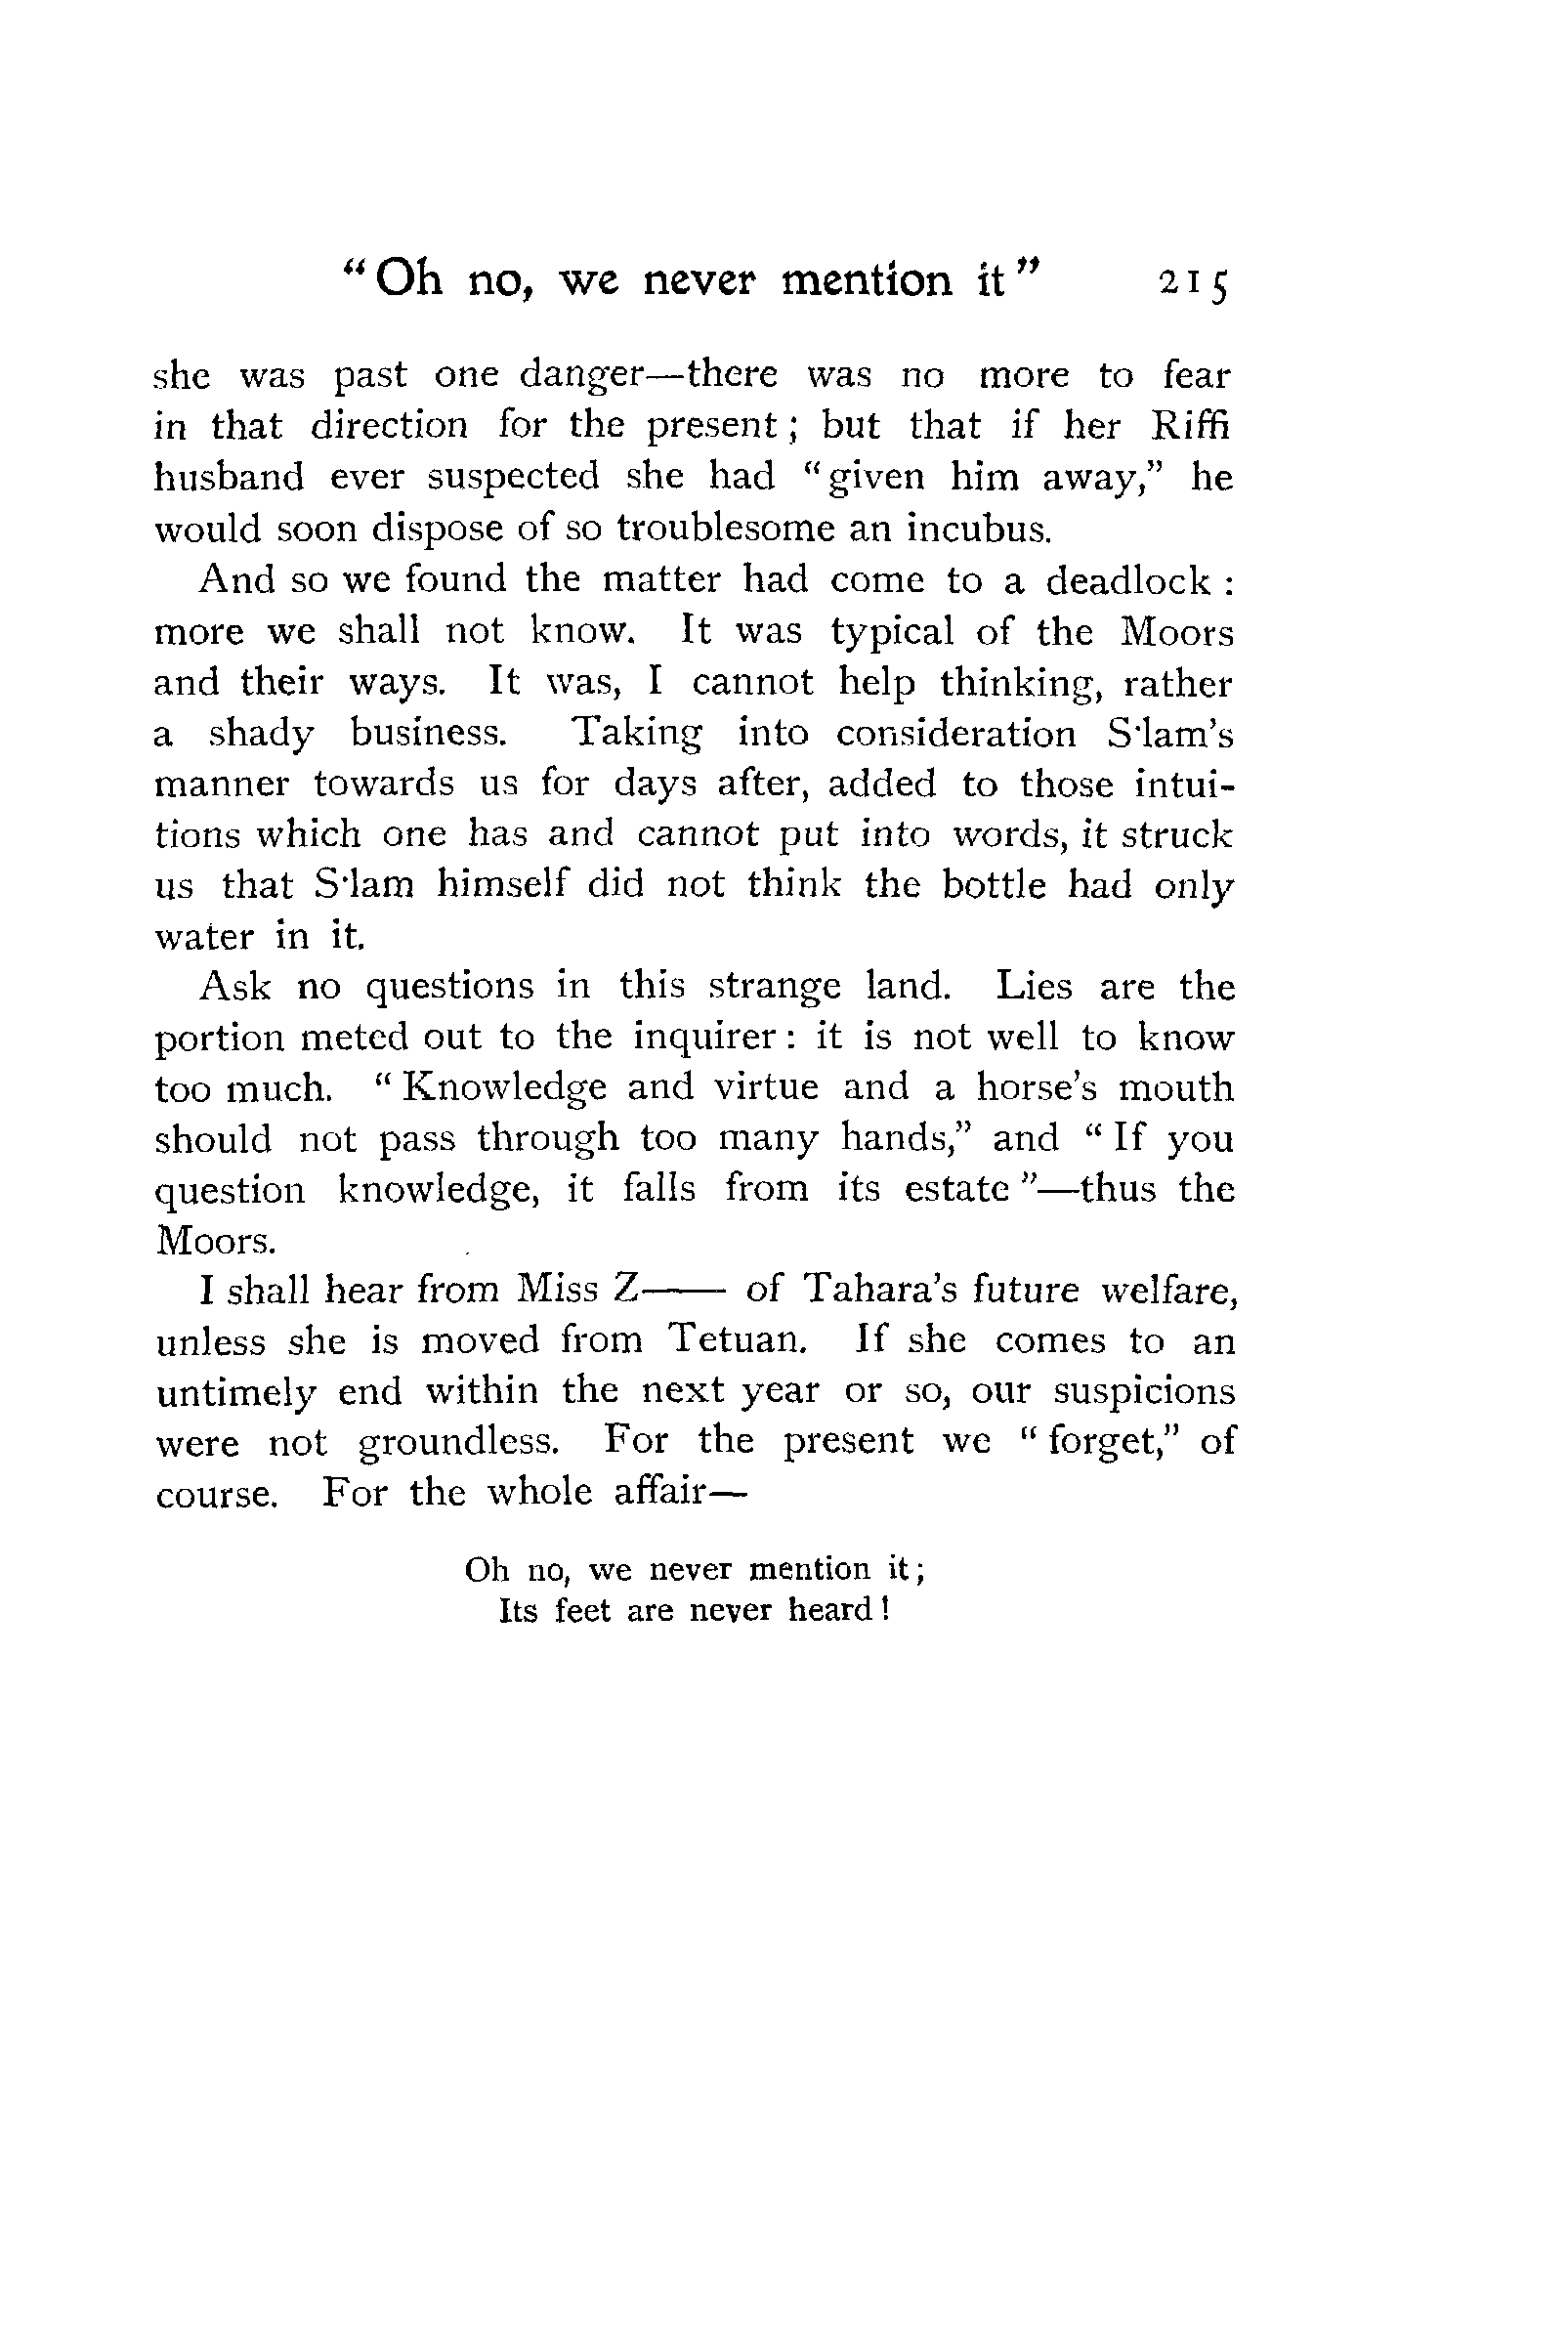 “Oh no, we never mention it” 215
she was past one danger—there was no more to fear
in that direction for the present; but that if her Riffi
husband ever suspected she had “given him away,” he
would soon dispose of so troublesome an incubus.
And so we found the matter had come to a deadlock :
more we shall not know. It was typical of the Moors
and their ways. It was, I cannot help thinking, rather
a shady business. Taking into consideration S·lam’s
manner towards us for days after, added to those intui-
tions which one has and cannot put into words, it struck
us that S·lam himself did not think the bottle had only
water in it.
Ask no questions in this strange land. Lies are the
portion meted out to the inquirer: it is not well to know
too much. “Knowledge and virtue and a horse’s mouth
should not pass through too many hands,” and “If you
question knowledge, it falls from its estate”—thus the
Moors.
I shall hear from Miss Z—— of Tahara’s future welfare,
unless she is moved from Tetuan. If she comes to an
untimely end within the next year or so, our suspicions
were not groundless. For the present we “forget,” of
course. For the whole affair—
Oh no, we never mention it;
Its feet are never heard!